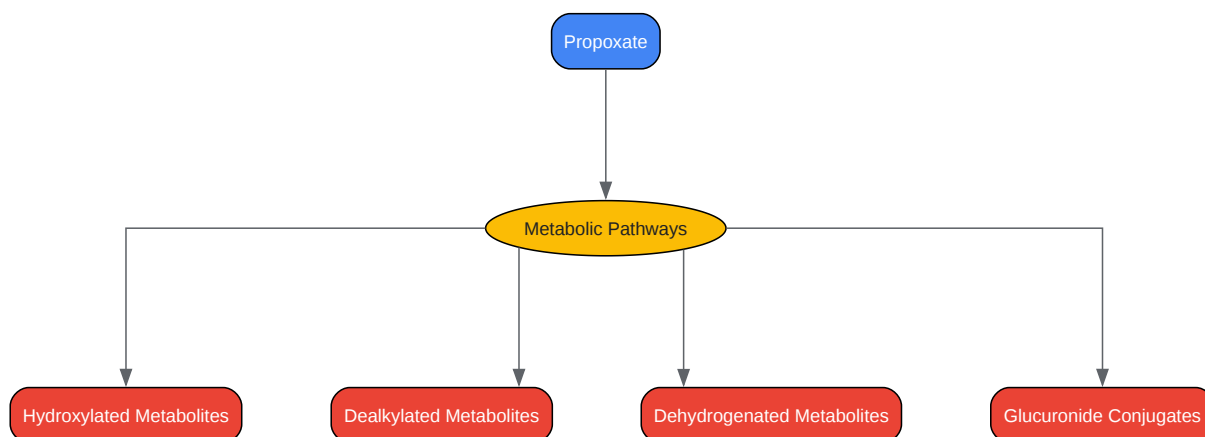 Propoxate
Metabolic Pathways
Hydroxylated Metabolites
Dealkylated Metabolites
Dehydrogenated Metabolites
Glucuronide Conjugates